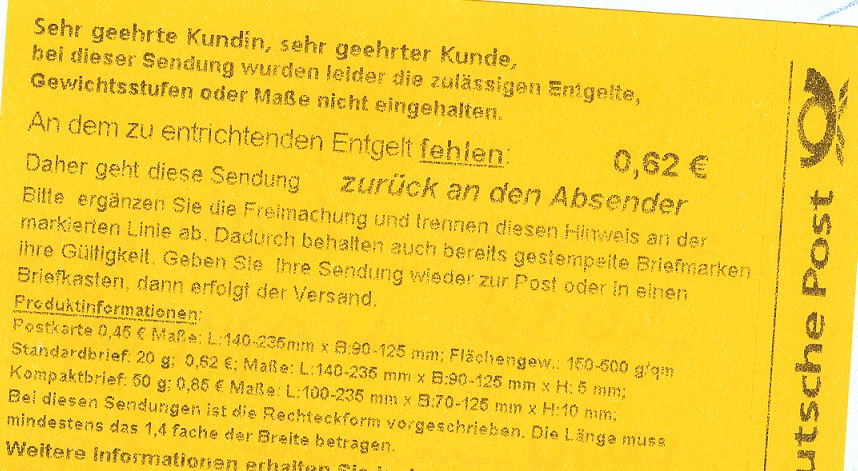 Sehr geehrte Kundin, sehr geehrter Kunde,
bei dieser Sendung wurden leider die zulässigen Entgelte,
Gewichtsstufen oder Maße nicht eingehalten.
An dem zu entrichtenden Entgelt fehlen: 0,62 €
Daher geht diese Sendung zurück an den Absender
Bitte ergänzen Sie die Freimachung und trennen diesen Hinweis an der
markierten Linie ab. Dadurch behalten auch bereits gestempelte Briefmarken
ihre Gültigkeit. Geben Sie Ihre Sendung wieder zur Post oder in einen
Briefkasten, dann erfolgt der Versand.
Produktinformationen:
Postkarte 0,45 € Maße: L:140-235mm x B:90-125 mm; Flächengew.: 150-500 g/qm
Standardbrief: 20 g; 0,62 €; Maße: L:140-235 mm x B:90-125 mm x H: 5 mm;
Kompaktbrief: 50 g; 0,85 € Maße: L:100-235 mm x B:70-125 mm x H:10 mm;
Bei diesen Sendungen ist die Rechteckform vorgeschrieben. Die Länge muss
mindestens das 1,4 fache der Breite betragen.
Weitere Informationen erhalten Sie
utsche Post